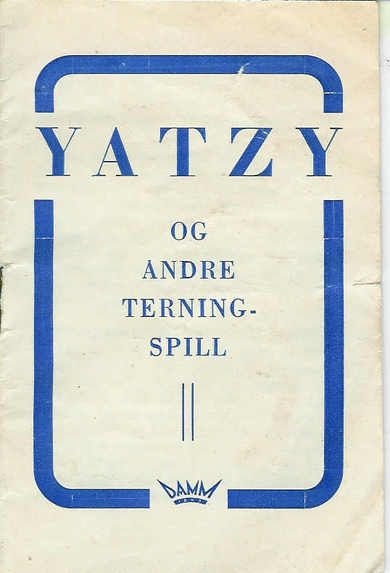 YATZY
OG
ANDRE
TERNING-
SPILL
DAMM